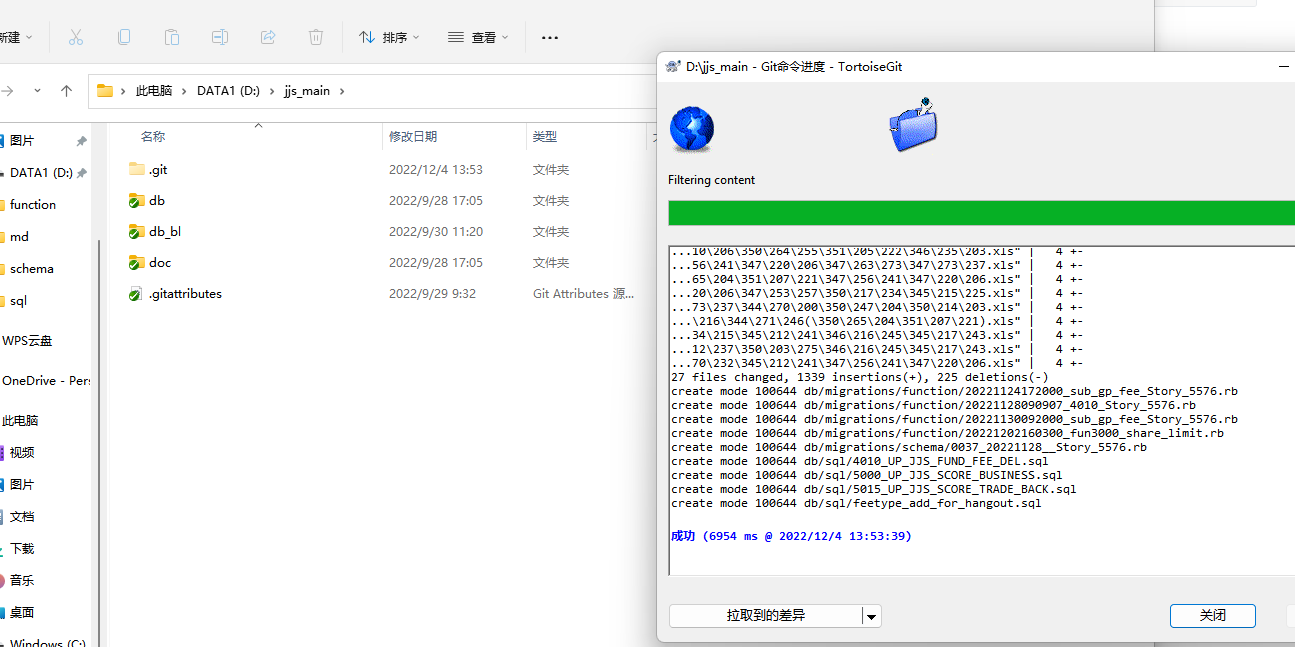 新建
排序
查看
此电脑 DATA1 (D:) jjs_main
图片
DATA1 (D:)
function
md
schema
sql
WPS云盘
OneDrive - Pers
此电脑
视频
图片
文档
下载
音乐
桌面
Windows (C:)
名称 修改日期 类型
.git 2022/12/4 13:53 文件夹
db 2022/9/28 17:05 文件夹
db_bl 2022/9/30 11:20 文件夹
doc 2022/9/28 17:05 文件夹
.gitattributes 2022/9/29 9:32 Git Attributes 源...
D:\jjs_main - Git命令进度 - TortoiseGit
Filtering content
...10\206\350\264\255\351\205\222\346\235\203.xls" | 4 +-
...56\241\347\220\206\347\263\273\347\273\237.xls" | 4 +-
...65\204\351\207\221\347\256\241\347\220\206.xls" | 4 +-
...20\206\347\253\257\350\217\234\345\215\225.xls" | 4 +-
...73\237\344\270\200\350\247\204\350\214\203.xls" | 4 +-
...\216\344\271\246(\350\265\204\351\207\221).xls" | 4 +-
...34\215\345\212\241\346\216\245\345\217\243.xls" | 4 +-
...12\237\350\203\275\346\216\245\345\217\243.xls" | 4 +-
...70\232\345\212\241\347\256\241\347\220\206.xls" | 4 +-
27 files changed, 1339 insertions(+), 225 deletions(-)
create mode 100644 db/migrations/function/20221124172000_sub_gp_fee_Story_5576.rb
create mode 100644 db/migrations/function/20221128090907_4010_Story_5576.rb
create mode 100644 db/migrations/function/20221130092000_sub_gp_fee_Story_5576.rb
create mode 100644 db/migrations/function/20221202160300_fun3000_share_limit.rb
create mode 100644 db/migrations/schema/0037_20221128__Story_5576.rb
create mode 100644 db/sql/4010_UP_JJS_FUND_FEE_DEL.sql
create mode 100644 db/sql/5000_UP_JJS_SCORE_BUSINESS.sql
create mode 100644 db/sql/5015_UP_JJS_SCORE_TRADE_BACK.sql
create mode 100644 db/sql/feetype_add_for_hangout.sql
成功 (6954 ms @ 2022/12/4 13:53:39)
拉取到的差异
关闭